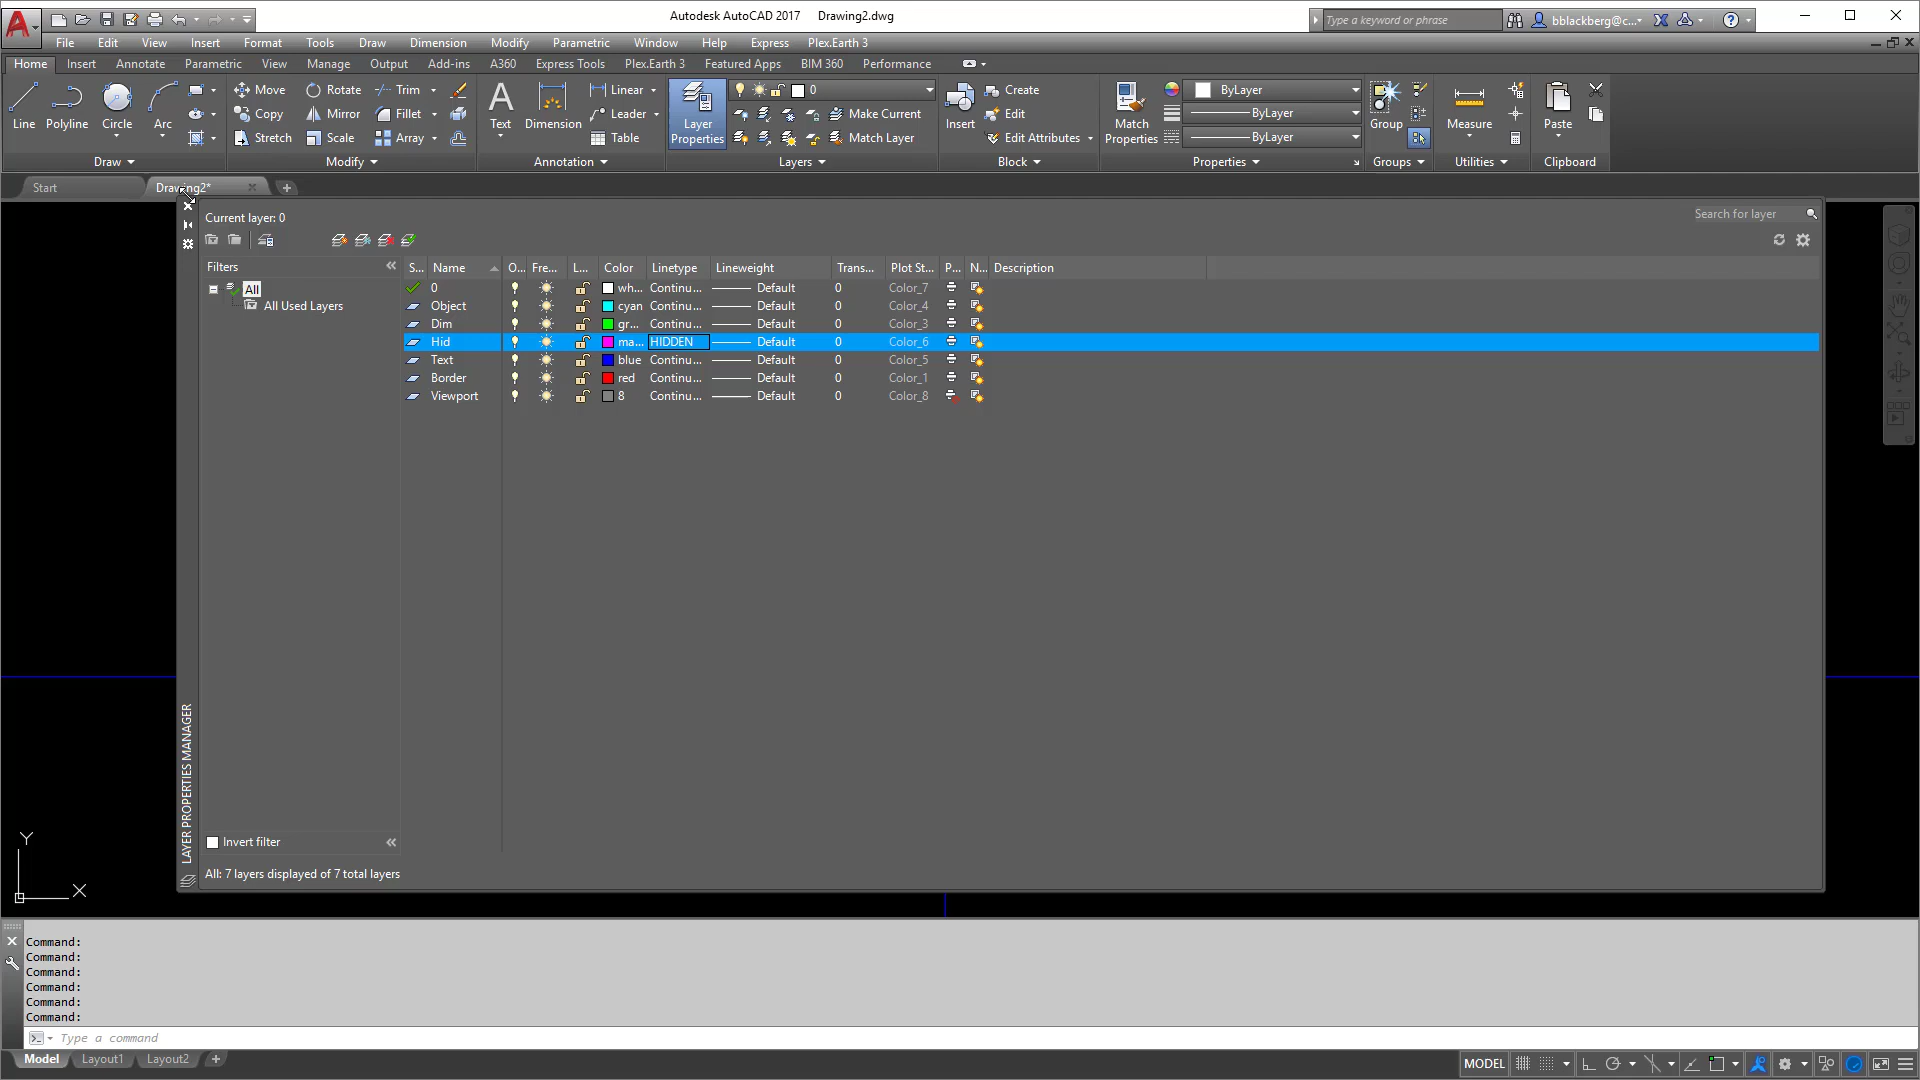 Autodesk AutoCAD 2017 Drawing2.dwg
Type a keyword or phrase
bblackberg@c...
File Edit View Insert Format Tools Draw Dimension Modify Parametric Window Help Express Plex.Earth 3
Home Insert Annotate Parametric View Manage Output Add-ins A360 Express Tools Plex.Earth 3 Featured Apps BIM 360 Performance
Line Polyline Circle Arc
Move Rotate Trim
Copy Mirror Fillet
Stretch Scale Array
Text Dimension
Linear
Leader
Table
Layer Properties
0
Make Current
Match Layer
Insert
Create
Edit
Edit Attributes
Match Properties
ByLayer
ByLayer
ByLayer
Group
Measure
Paste
Draw Modify Annotation Layers Block Properties Groups Utilities Clipboard
Start Drawing2*
Current layer: 0
Search for layer
Filters
All
All Used Layers
S... Name O... Fre... L... Color Linetype Lineweight Trans... Plot St... P... N... Description
0 wh... Continu... Default 0 Color_7
Object cyan Continu... Default 0 Color_4
Dim gr... Continu... Default 0 Color_3
Hid ma... HIDDEN Default 0 Color_6
Text blue Continu... Default 0 Color_5
Border red Continu... Default 0 Color_1
Viewport 8 Continu... Default 0 Color_8
LAYER PROPERTIES MANAGER
Invert filter
All: 7 layers displayed of 7 total layers
Y
X
Command:
Command:
Command:
Command:
Command:
Command:
Type a command
Model Layout1 Layout2
MODEL